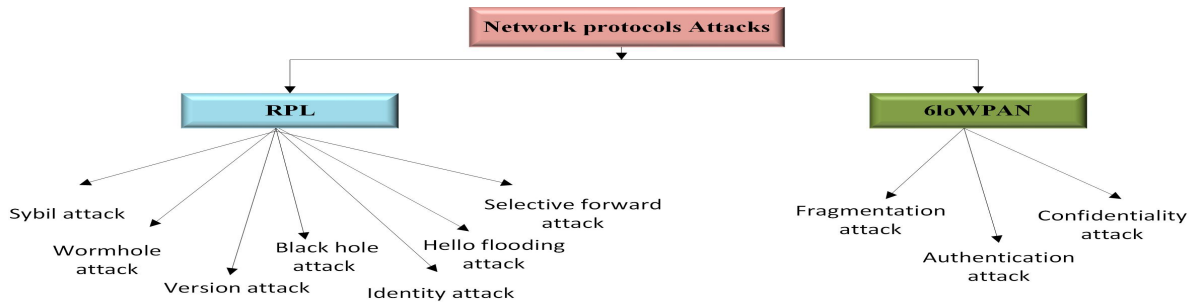 Network protocols Attacks
RPL
6loWPAN
Sybil attack
Wormhole
attack
Version attack
Black hole
attack
Identity attack
Hello flooding
attack
Selective forward
attack
Fragmentation
attack
Authentication
attack
Confidentiality
attack